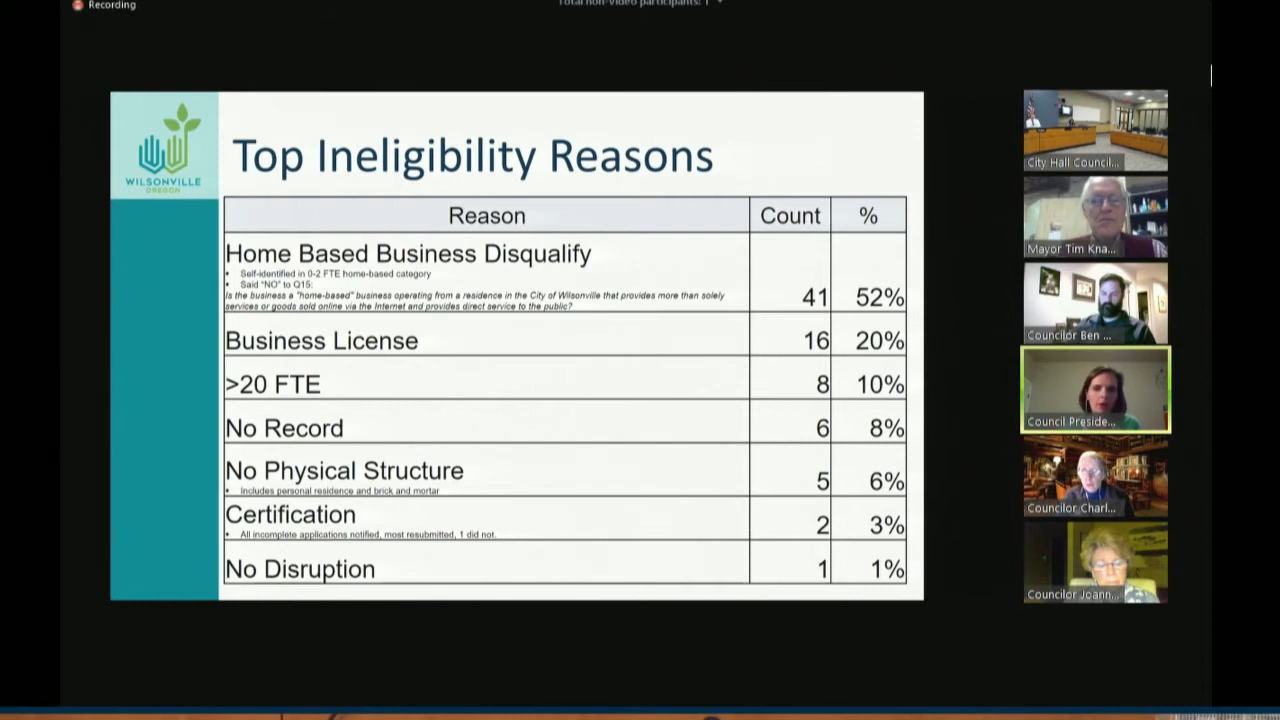 Recording
Total non-video participants: 1
WILSONVILLE
OREGON
Top Ineligibility Reasons
Reason Count %
Home Based Business Disqualify
• Self-identified in 0-2 FTE home-based category
• Said "NO" to Q15:
Is the business a "home-based" business operating from a residence in the City of Wilsonville that provides more than solely
services or goods sold online via the Internet and provides direct service to the public?
41 52%
Business License 16 20%
>20 FTE 8 10%
No Record 6 8%
No Physical Structure 5 6%
• Includes personal residence and brick and mortar
Certification 2 3%
• All incomplete applications notified, most resubmitted, 1 did not.
No Disruption 1 1%
City Hall Council...
Mayor Tim Kna...
Councilor Ben ...
Council Preside...
Councilor Charl...
Councilor Joann...